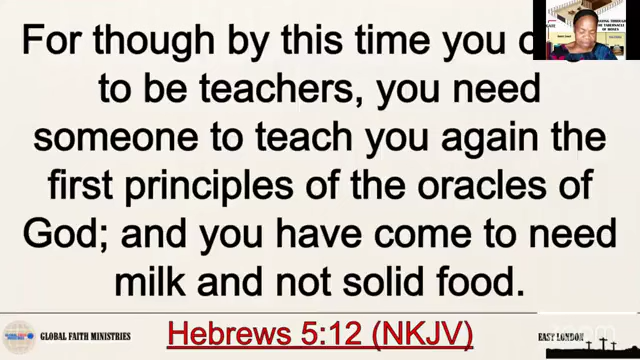 For though by this time you
to be teachers, you need
someone to teach you again the
first principles of the oracles of
God; and you have come to need
milk and not solid food.
GLOBAL FAITH MINISTRIES
Hebrews 5:12 (NKJV)
EAST LONDON
zoom